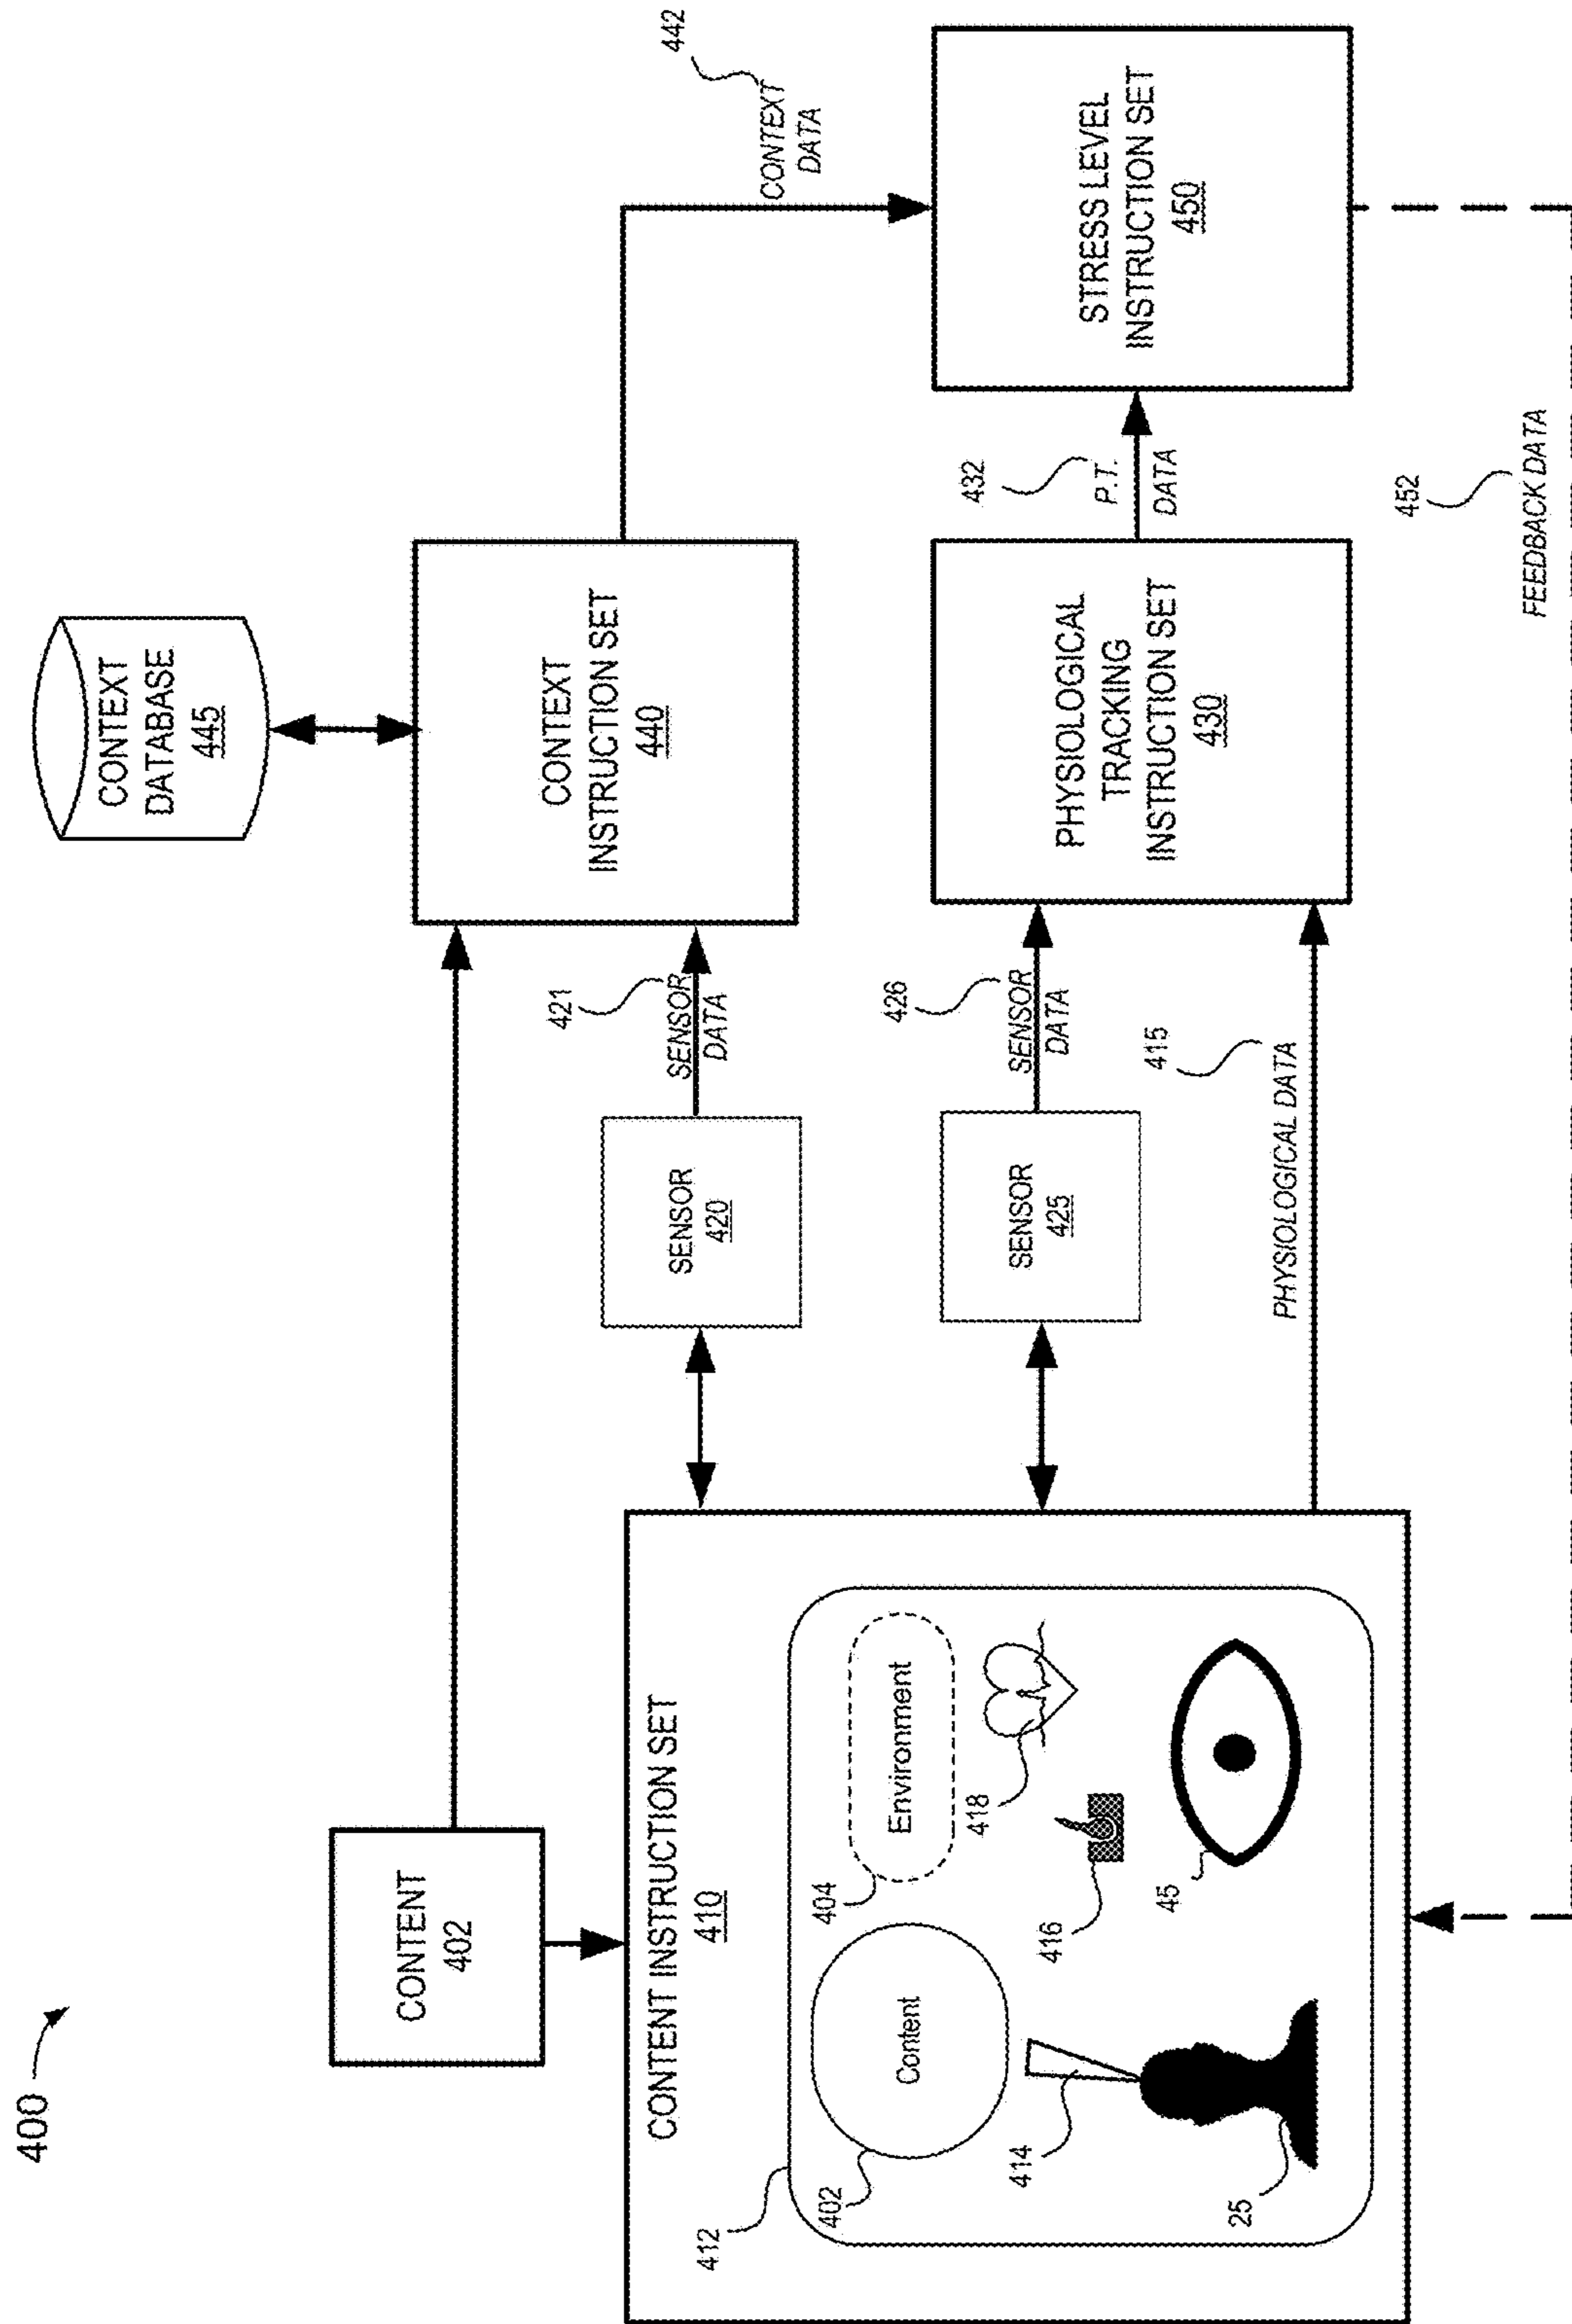 400
CONTENT
402
CONTEXT
DATABASE
445
CONTEXT
INSTRUCTION SET
440
442
CONTEXT
DATA
421
SENSOR
DATA
SENSOR
420
CONTENT INSTRUCTION SET
410
412
402
Content
404
Environment
414
416
418
25
45
SENSOR
425
426
SENSOR
DATA
415
PHYSIOLOGICAL DATA
PHYSIOLOGICAL
TRACKING
INSTRUCTION SET
430
432
P.T.
DATA
STRESS LEVEL
INSTRUCTION SET
450
452
FEEDBACK DATA